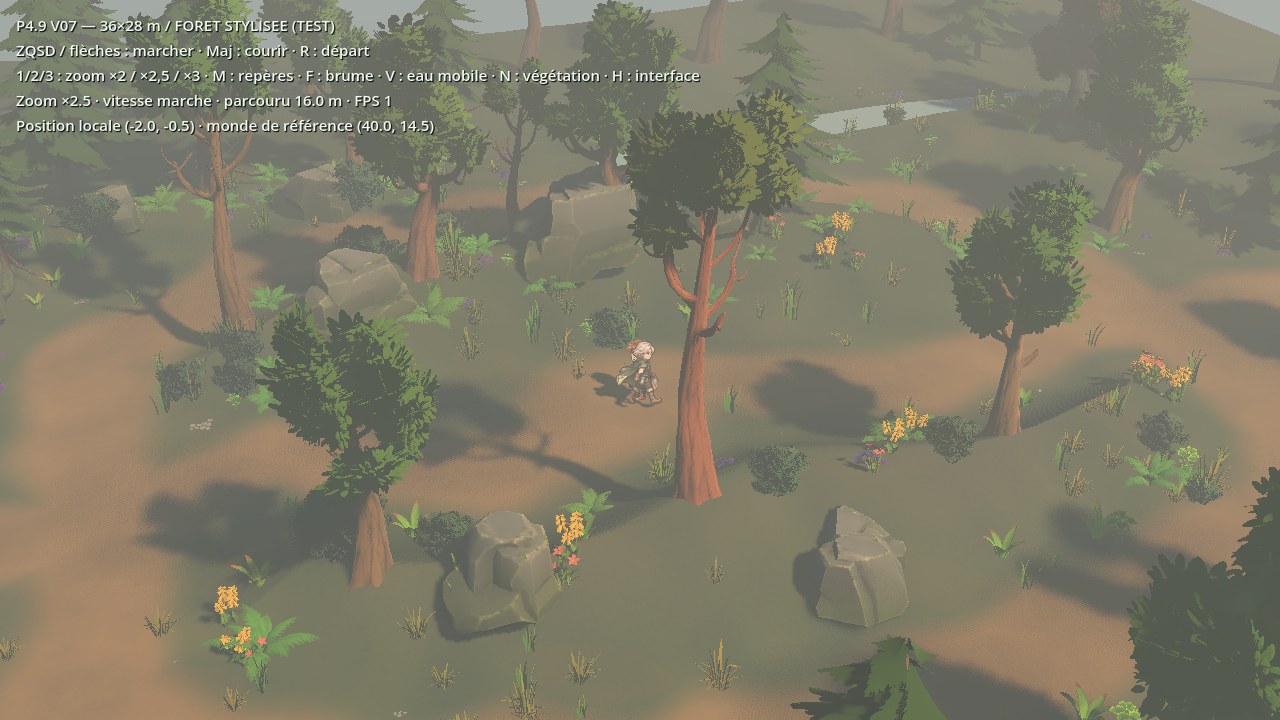 P4.9 V07 — 36×28 m / FORET STYLISEE (TEST)
ZQSD / flèches : marcher · Maj : courir · R : départ
1/2/3 : zoom ×2 / ×2,5 / ×3 · M : repères · F : brume · V : eau mobile · N : végétation · H : interface
Zoom ×2.5 · vitesse marche · parcouru 16.0 m · FPS 1
Position locale (-2.0, -0.5) · monde de référence (40.0, 14.5)